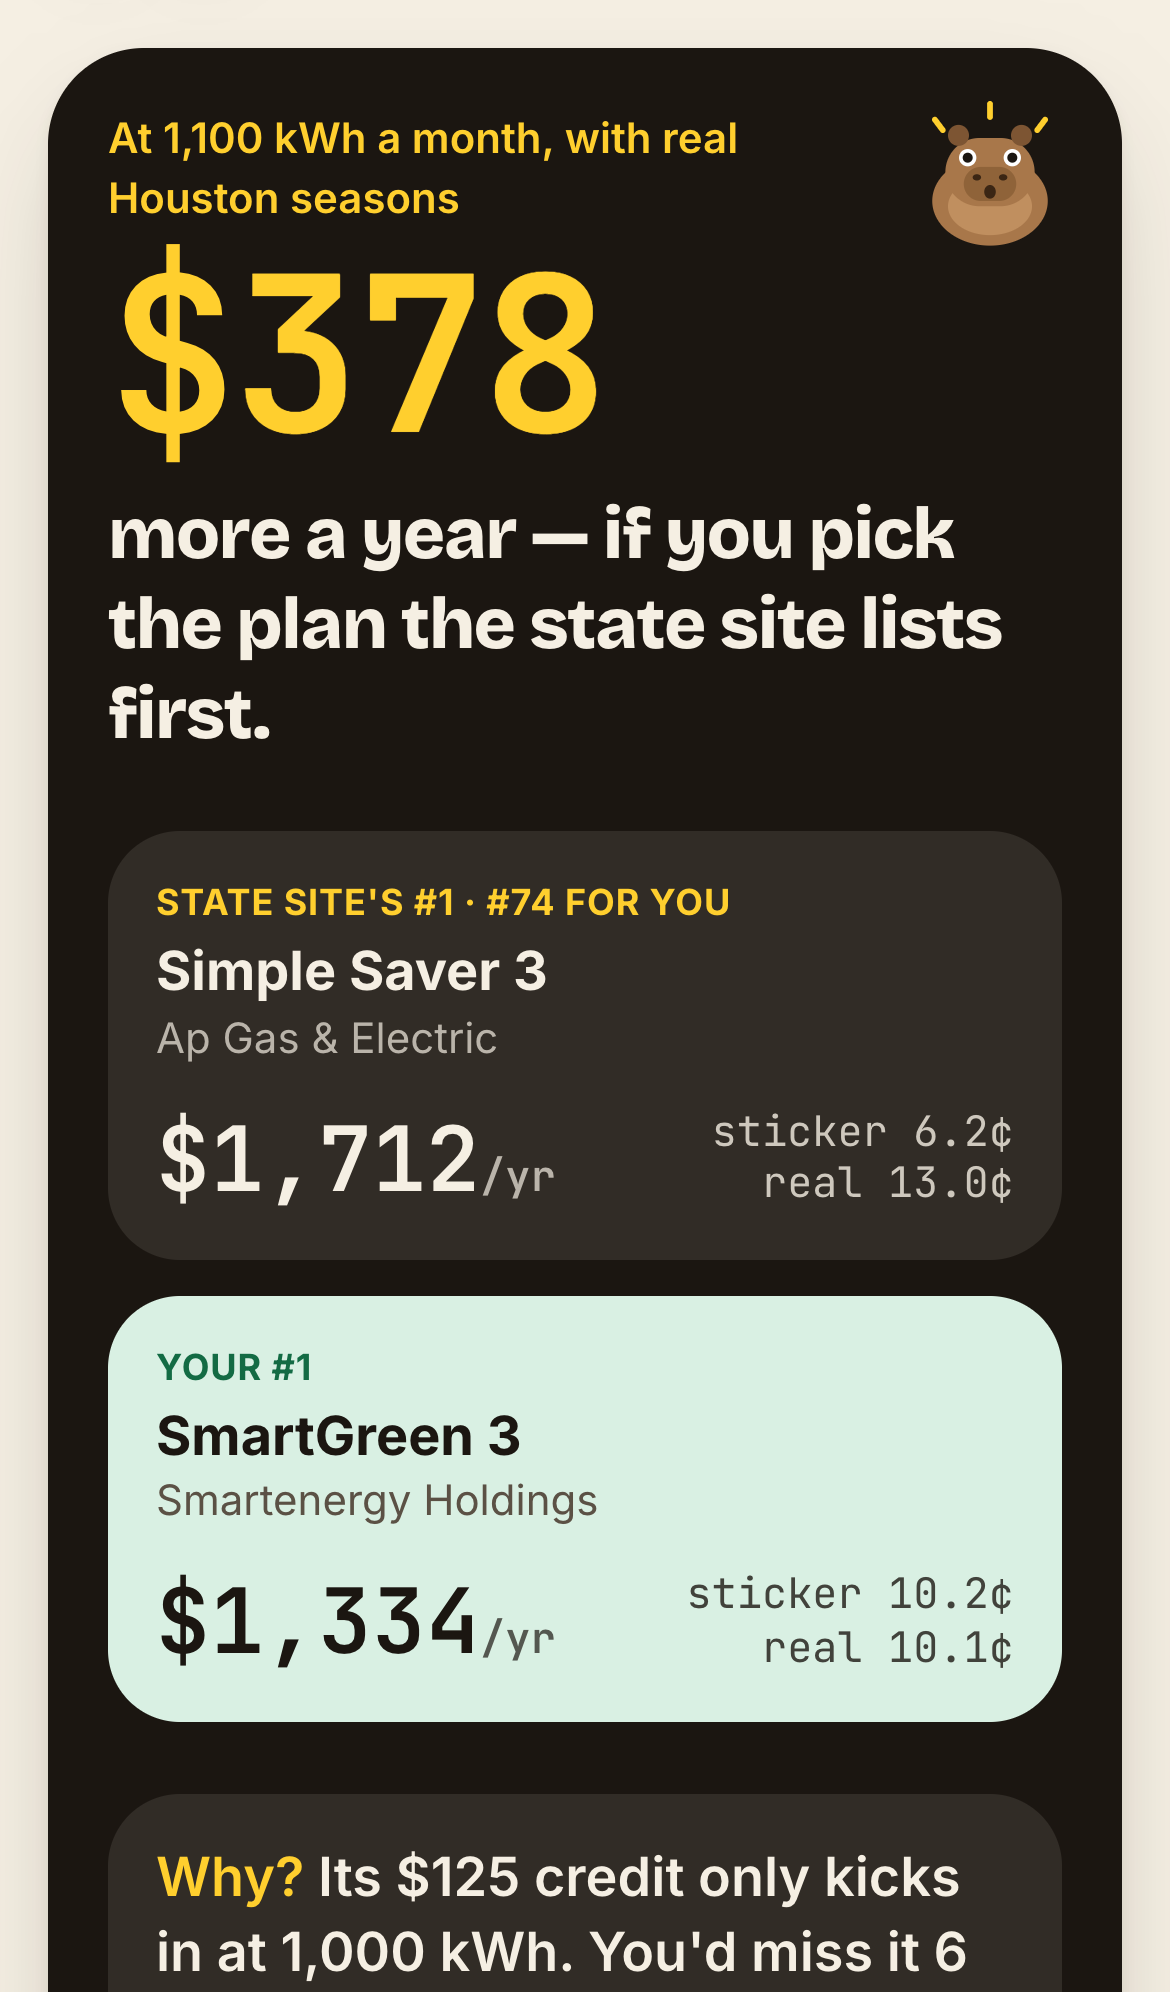 At 1,100 kWh a month, with real
Houston seasons
$378
more a year — if you pick
the plan the state site lists
first.
STATE SITE'S #1 · #74 FOR YOU
Simple Saver 3
Ap Gas & Electric
$1,712/yr
sticker 6.2¢
real 13.0¢
YOUR #1
SmartGreen 3
Smartenergy Holdings
$1,334/yr
sticker 10.2¢
real 10.1¢
Why? Its $125 credit only kicks
in at 1,000 kWh. You'd miss it 6